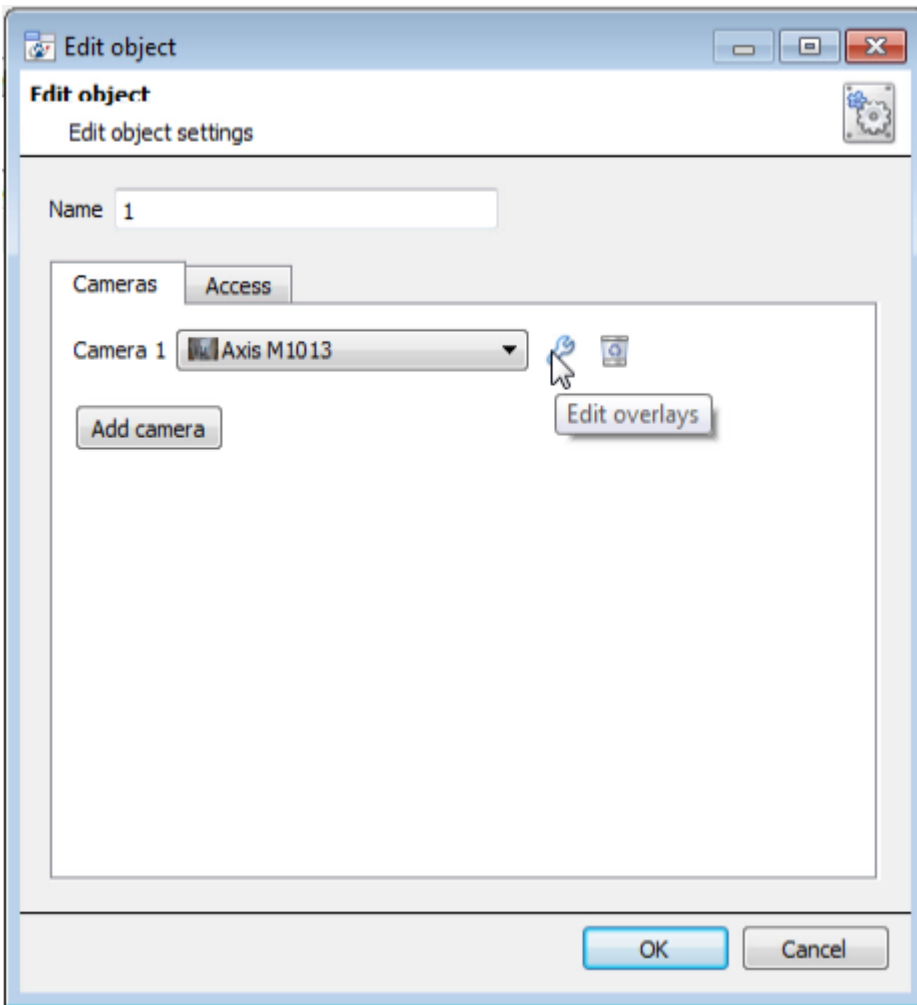 Edit object
Edit object
Edit object settings
Name 1
Cameras Access
Camera 1 Axis M1013
Edit overlays
Add camera
OK Cancel